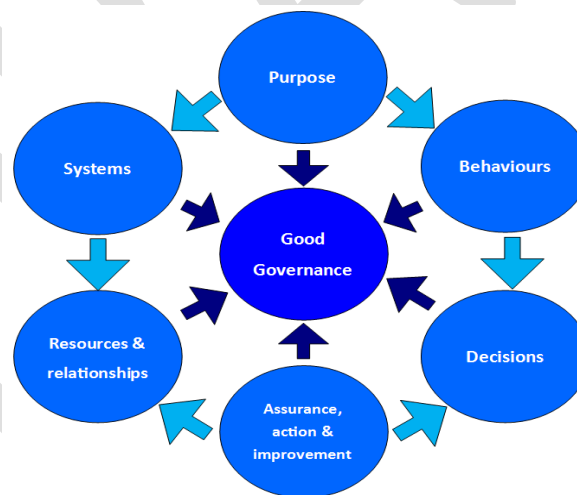 Purpose
Systems
Behaviours
Good
Governance
Resources &
relationships
Decisions
Assurance,
action &
improvement